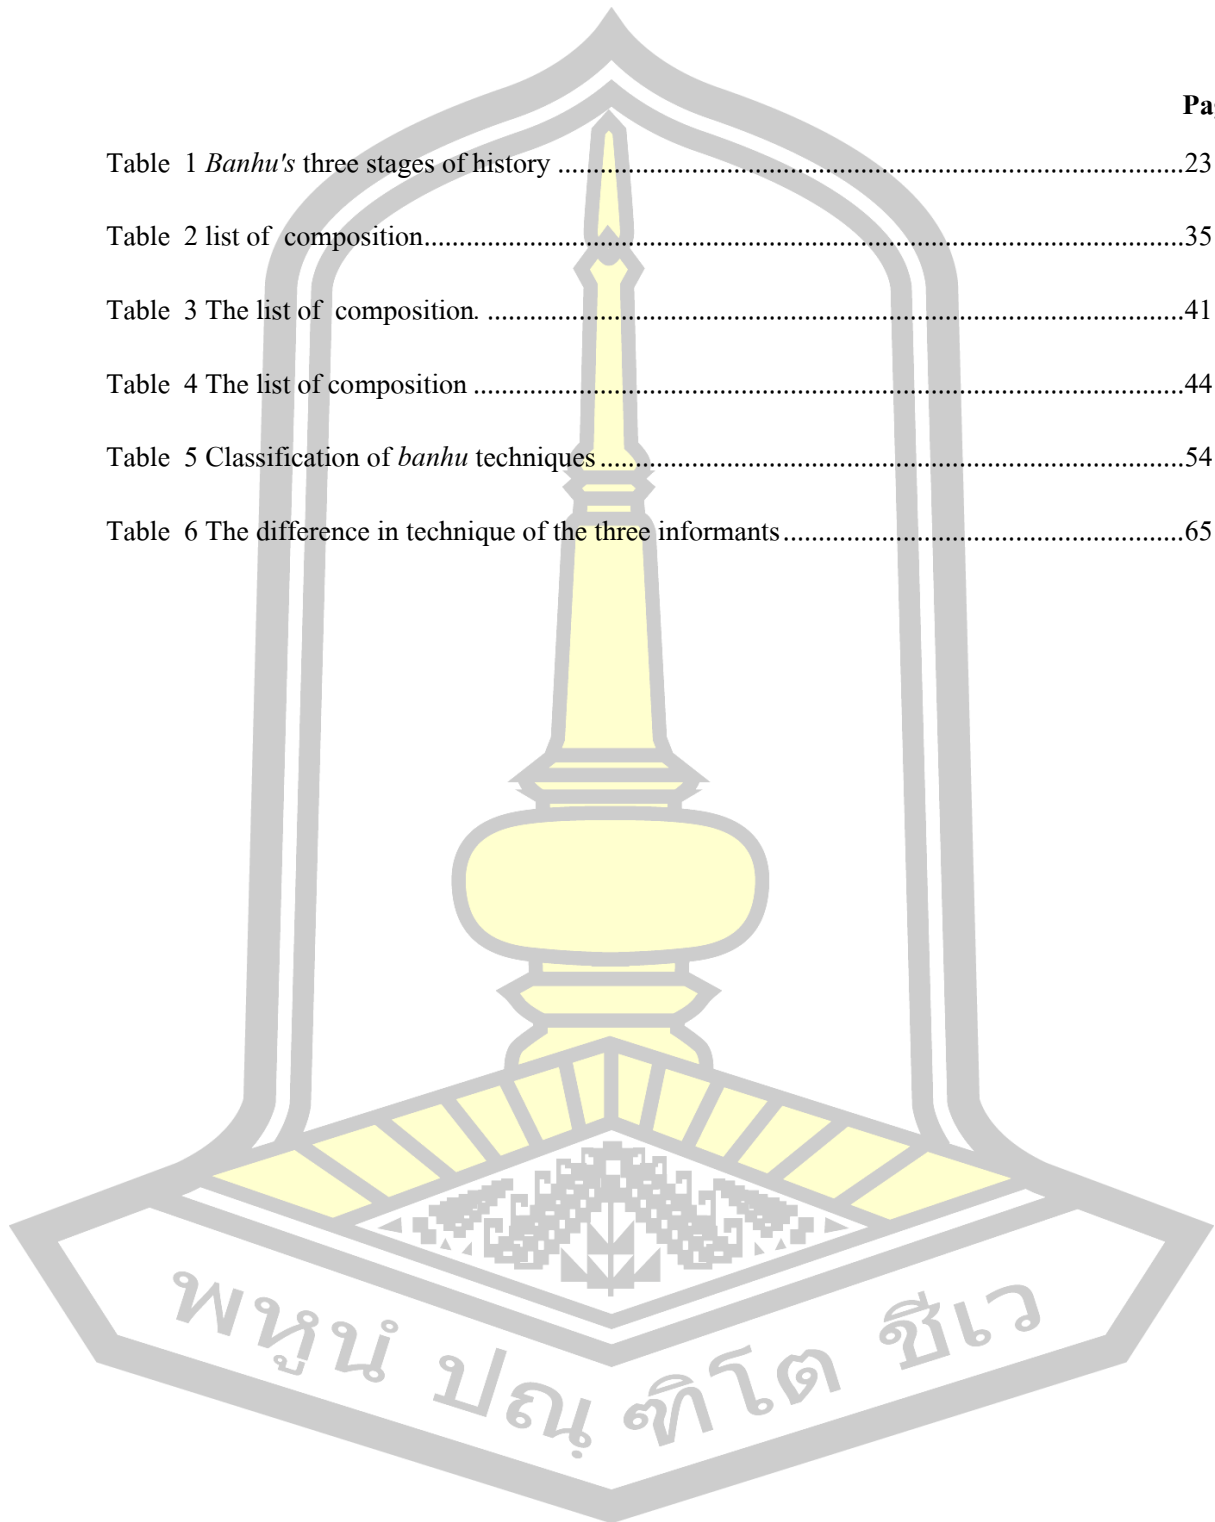 Pa
Table 1 Banhu's three stages of history ........................................................................................... 23
Table 2 list of composition............................................................................................................... 35
Table 3 The list of composition. ..................................................................................................... 41
Table 4 The list of composition ....................................................................................................... 44
Table 5 Classification of banhu techniques ..................................................................................... 54
Table 6 The difference in technique of the three informants .......................................................... 65
พหูนํ ปณฺฑิโต ชีเว